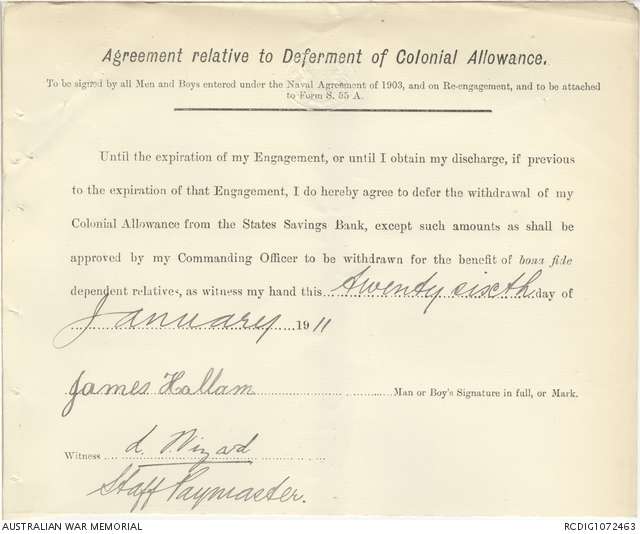 Agreement relative to Deferment of Colonial Allowance.
To be signed by all Men and Boys entered under the Naval Agreement of 1903, and on Re-engagement, and to be attached
to Form S. 55 A.
Until the expiration of my Engagement, or until I obtain my discharge, if previous
to the expiration of that Engagement, I do hereby agree to defer the withdrawal of my
Colonial Allowance from the States Savings Bank, except such amounts as shall be
approved by my Commanding Officer to be withdrawn for the benefit of bona fide
dependent relatives, as witness my hand this twenty sixth day of
January 1911
James Hallam Man or Boy's Signature in full, or Mark.
Witness
Staff Paymaster.
AUSTRALIAN WAR MEMORIAL RCDIG1072463